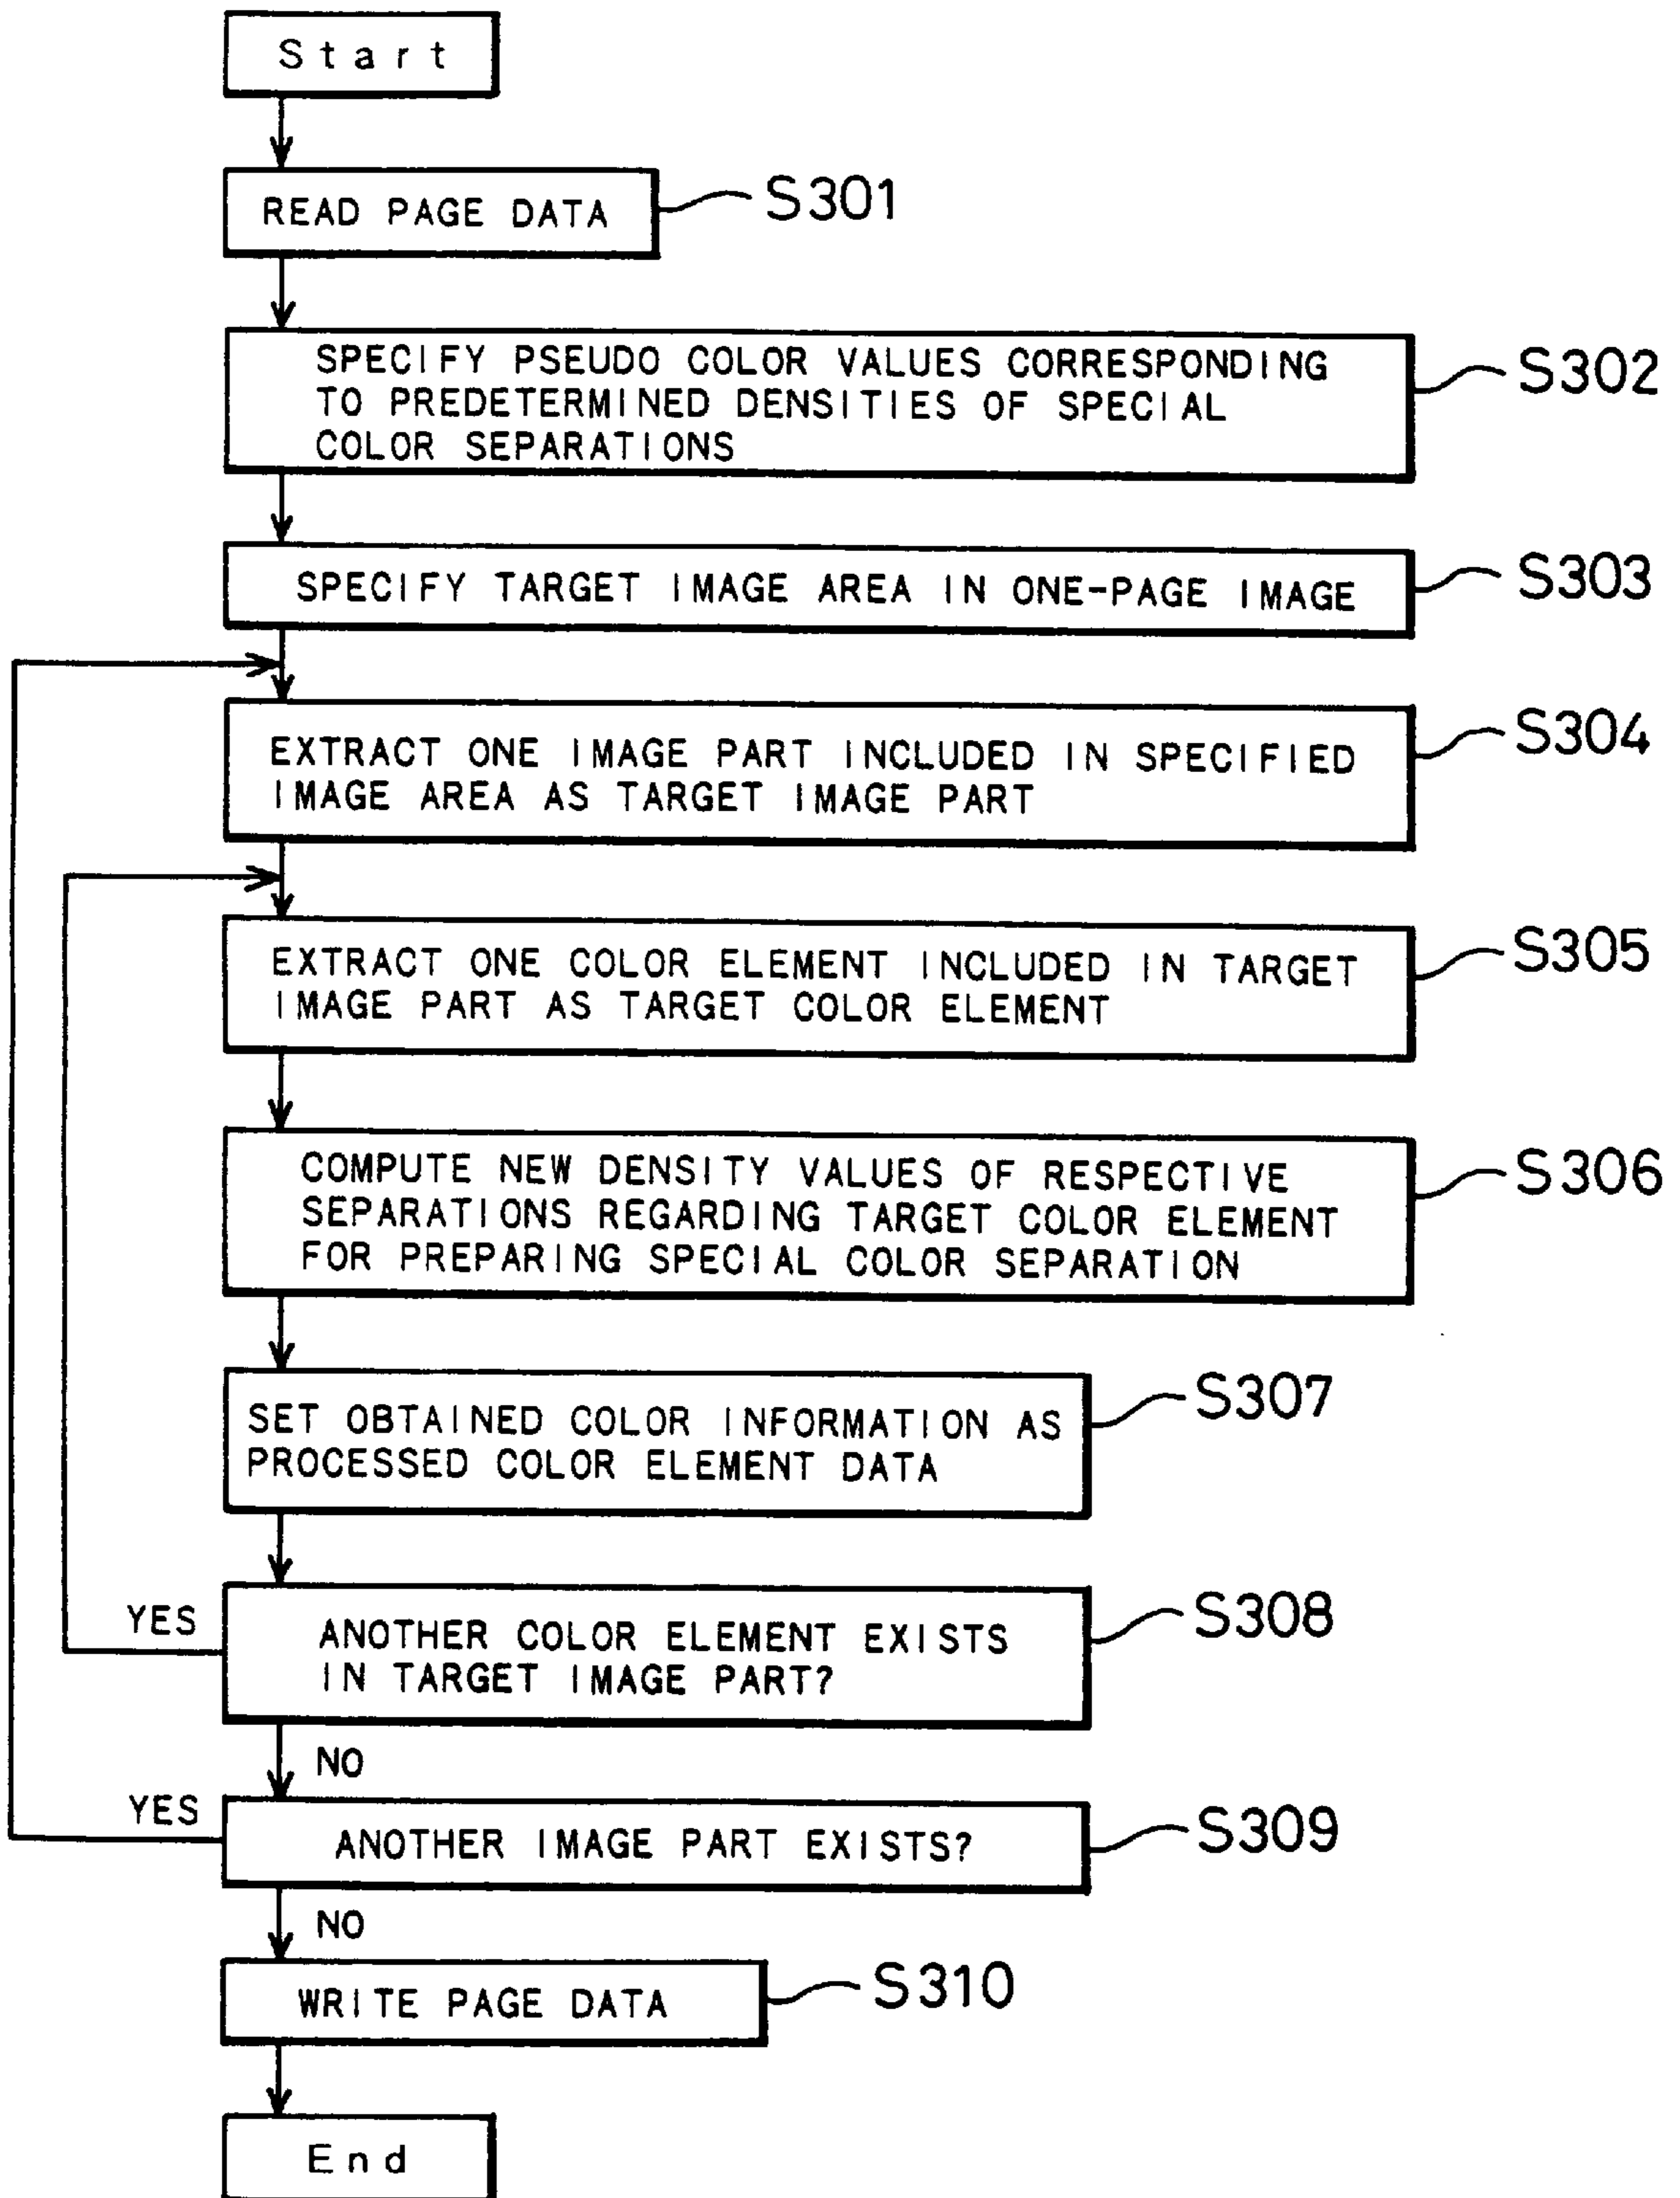 Start
READ PAGE DATA
S301
SPECIFY PSEUDO COLOR VALUES CORRESPONDING
TO PREDETERMINED DENSITIES OF SPECIAL
COLOR SEPARATIONS
S302
SPECIFY TARGET IMAGE AREA IN ONE-PAGE IMAGE
S303
EXTRACT ONE IMAGE PART INCLUDED IN SPECIFIED
IMAGE AREA AS TARGET IMAGE PART
S304
EXTRACT ONE COLOR ELEMENT INCLUDED IN TARGET
IMAGE PART AS TARGET COLOR ELEMENT
S305
COMPUTE NEW DENSITY VALUES OF RESPECTIVE
SEPARATIONS REGARDING TARGET COLOR ELEMENT
FOR PREPARING SPECIAL COLOR SEPARATION
S306
SET OBTAINED COLOR INFORMATION AS
PROCESSED COLOR ELEMENT DATA
S307
YES
ANOTHER COLOR ELEMENT EXISTS
IN TARGET IMAGE PART?
S308
NO
YES
ANOTHER IMAGE PART EXISTS?
S309
NO
WRITE PAGE DATA
S310
End